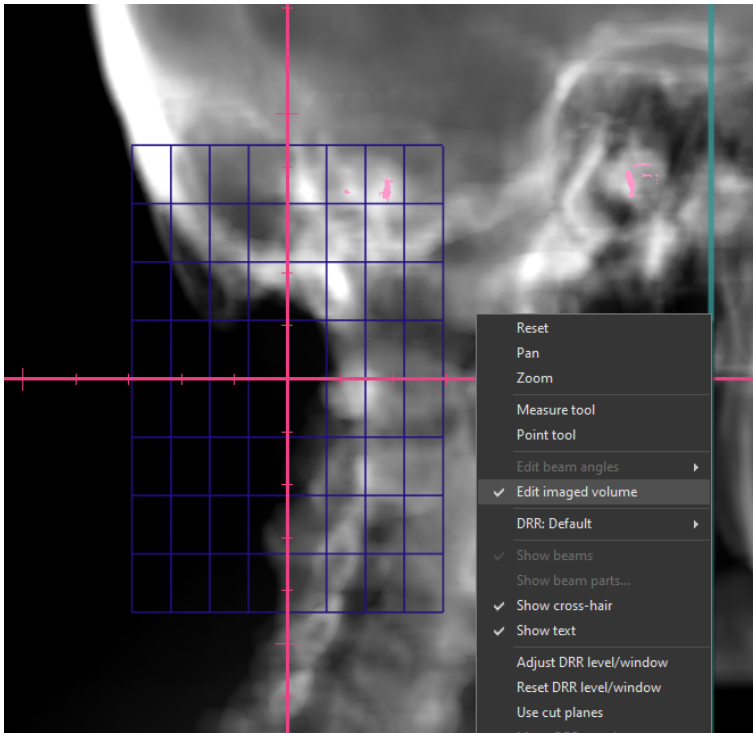 Reset
Pan
Zoom
Measure tool
Point tool
Edit beam angles
Edit imaged volume
DRR: Default
Show beams
Show beam parts...
Show cross-hair
Show text
Adjust DRR level/window
Reset DRR level/window
Use cut planes